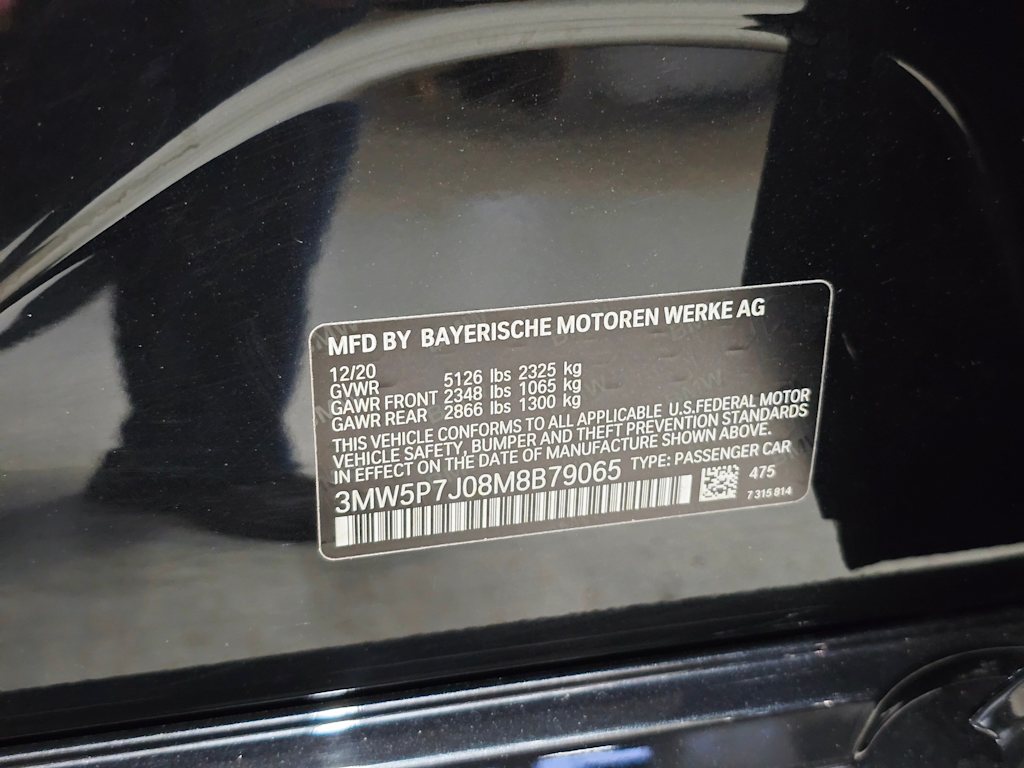 MFD BY BAYERISCHE MOTOREN WERKE AG
12/20
GVWR 5126 lbs 2325 kg
GAWR FRONT 2348 lbs 1065 kg
GAWR REAR 2866 lbs 1300 kg
THIS VEHICLE CONFORMS TO ALL APPLICABLE U.S.FEDERAL MOTOR
VEHICLE SAFETY, BUMPER AND THEFT PREVENTION STANDARDS
IN EFFECT ON THE DATE OF MANUFACTURE SHOWN ABOVE.
3MW5P7J08M8B79065 TYPE: PASSENGER CAR
475
7 315 814